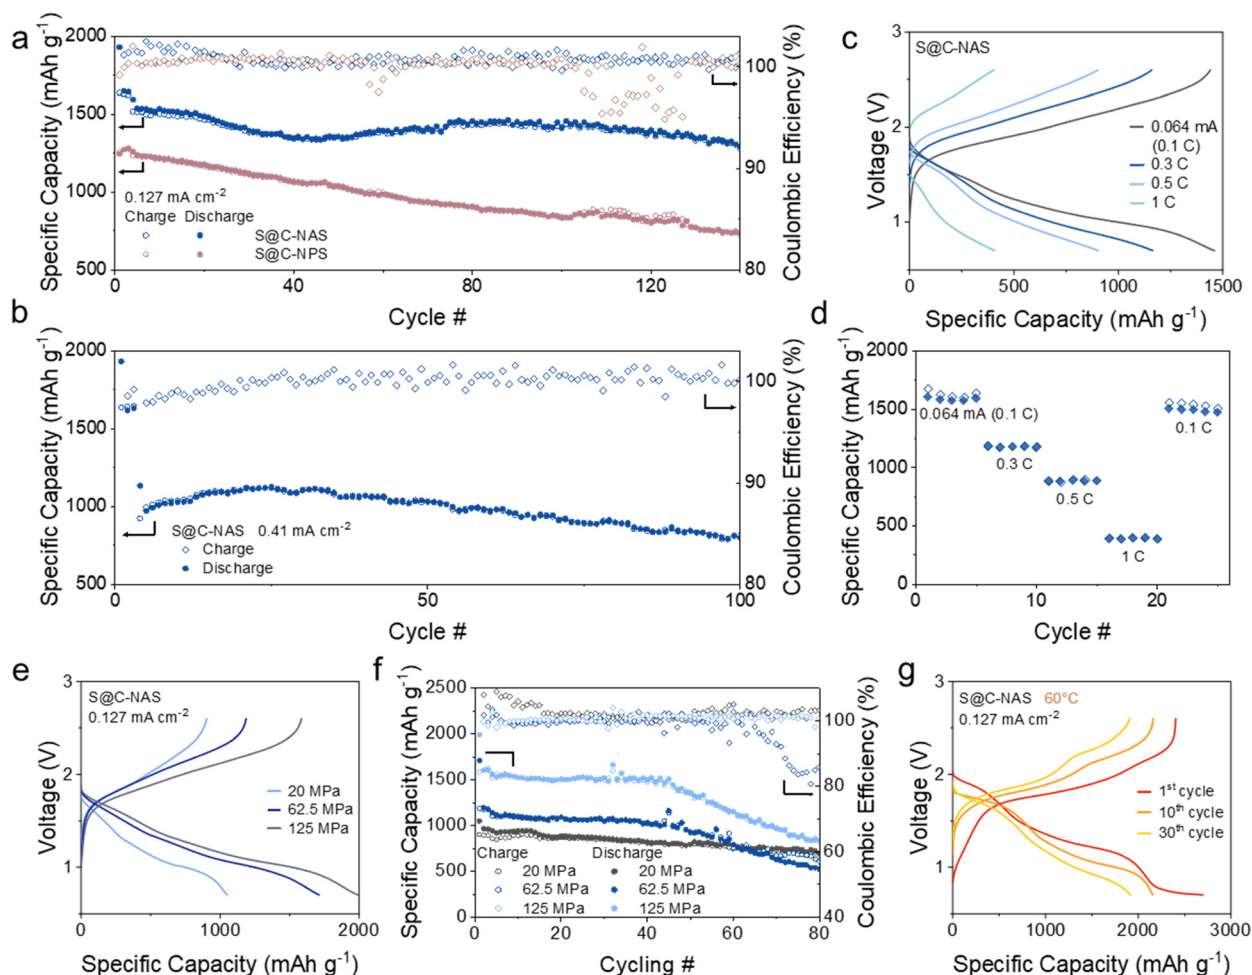 a
Specific Capacity (mAh g⁻¹)
2000
1500
1000
500
0.127 mA cm⁻²
Charge Discharge
S@C-NAS
S@C-NPS
0 40 80 120
Cycle #
100
90
80
Coulombic Efficiency (%)
c
S@C-NAS
Voltage (V)
3
2
1
0.064 mA
(0.1 C)
0.3 C
0.5 C
1 C
0 500 1000 1500
Specific Capacity (mAh g⁻¹)
b
Specific Capacity (mAh g⁻¹)
2000
1500
1000
500
S@C-NAS 0.41 mA cm⁻²
Charge
Discharge
0 50 100
Cycle #
100
90
80
Coulombic Efficiency (%)
d
Specific Capacity (mAh g⁻¹)
2000
1500
1000
500
0
0.064 mA (0.1 C)
0.3 C
0.5 C
1 C
0.1 C
0 10 20
Cycle #
e
S@C-NAS
0.127 mA cm⁻²
Voltage (V)
3
2
1
20 MPa
62.5 MPa
125 MPa
0 1000 2000
Specific Capacity (mAh g⁻¹)
f
Specific Capacity (mAh g⁻¹)
2500
2000
1500
1000
500
0
Charge Discharge
20 MPa 20 MPa
62.5 MPa 62.5 MPa
125 MPa 125 MPa
0 20 40 60 80
Cycling #
100
80
60
40
Coulombic Efficiency (%)
g
S@C-NAS 60°C
0.127 mA cm⁻²
Voltage (V)
3
2
1
1ˢᵗ cycle
10ᵗʰ cycle
30ᵗʰ cycle
0 1000 2000 3000
Specific Capacity (mAh g⁻¹)